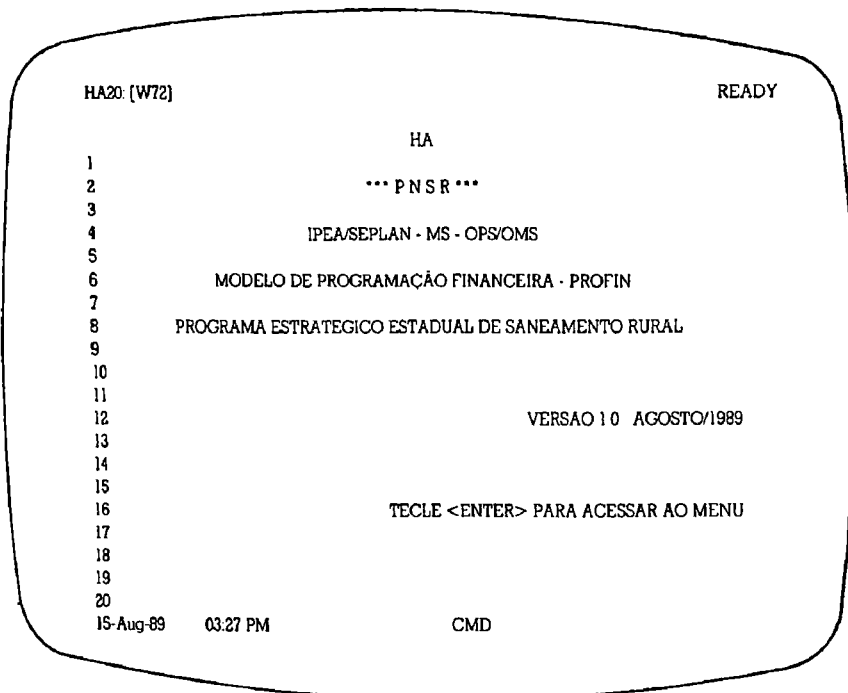 HA20: [W72] READY
HA
1
2 *** P N S R ***
3
4 IPEA/SEPLAN - MS - OPS/OMS
5
6 MODELO DE PROGRAMAÇÃO FINANCEIRA - PROFIN
7
8 PROGRAMA ESTRATEGICO ESTADUAL DE SANEAMENTO RURAL
9
10
11
12 VERSAO 1 0 AGOSTO/1989
13
14
15
16 TECLE <ENTER> PARA ACESSAR AO MENU
17
18
19
20
15-Aug-89 03:27 PM CMD